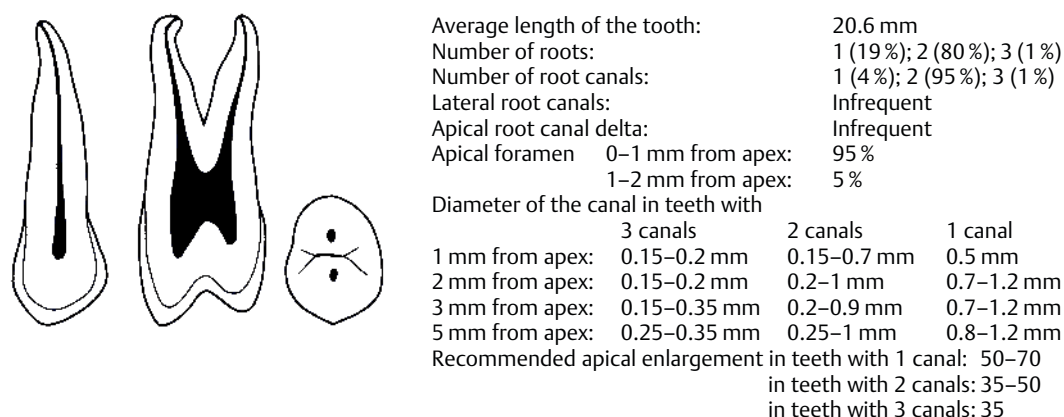 Average length of the tooth: 20.6 mm
Number of roots: 1 (19 %); 2 (80 %); 3 (1 %)
Number of root canals: 1 (4 %); 2 (95 %); 3 (1 %)
Lateral root canals: Infrequent
Apical root canal delta: Infrequent
Apical foramen 0–1 mm from apex: 95 %
1–2 mm from apex: 5 %
Diameter of the canal in teeth with
3 canals 2 canals 1 canal
1 mm from apex: 0.15–0.2 mm 0.15–0.7 mm 0.5 mm
2 mm from apex: 0.15–0.2 mm 0.2–1 mm 0.7–1.2 mm
3 mm from apex: 0.15–0.35 mm 0.2–0.9 mm 0.7–1.2 mm
5 mm from apex: 0.25–0.35 mm 0.25–1 mm 0.8–1.2 mm
Recommended apical enlargement in teeth with 1 canal: 50–70
in teeth with 2 canals: 35–50
in teeth with 3 canals: 35